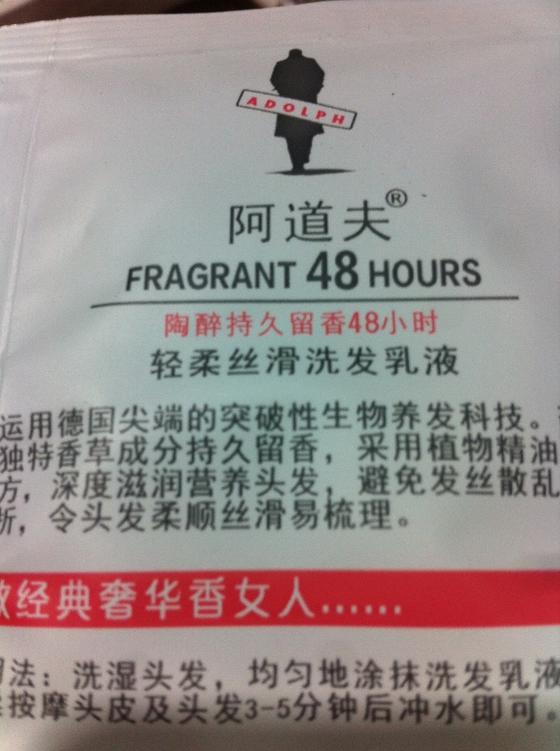 ADOLPH
阿道夫®
FRAGRANT 48 HOURS
陶醉持久留香48小时
轻柔丝滑洗发乳液
运用德国尖端的突破性生物养发科技。
独特香草成分持久留香，采用植物精油
方，深度滋润营养头发，避免发丝散乱
折，令头发柔顺丝滑易梳理。
经典奢华香女人……
法：洗湿头发，均匀地涂抹洗发乳液
按摩头皮及头发3-5分钟后冲水即可。